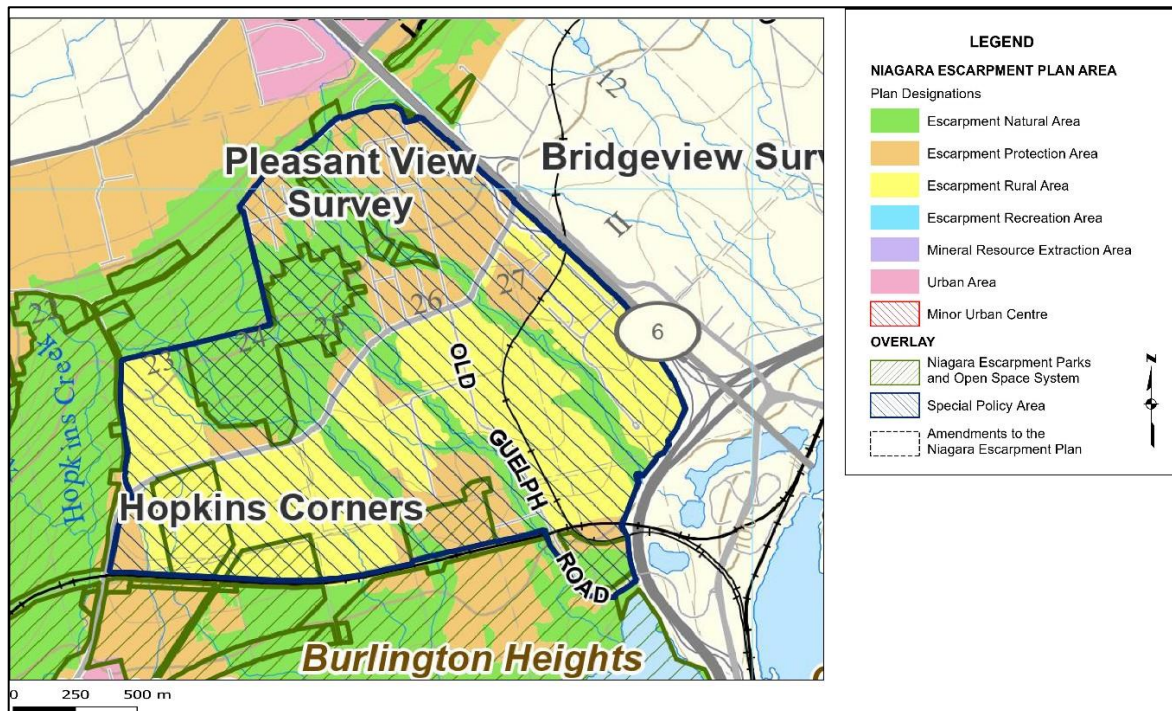 12
Pleasant View
Survey
Bridgeview Surv
II
27
26
6
22
23
24
25
Hopkins Creek
OLD
GUELPH
ROAD
Hopkins Corners
Burlington Heights
0 250 500 m
LEGEND
NIAGARA ESCARPMENT PLAN AREA
Plan Designations
Escarpment Natural Area
Escarpment Protection Area
Escarpment Rural Area
Escarpment Recreation Area
Mineral Resource Extraction Area
Urban Area
Minor Urban Centre
OVERLAY
Niagara Escarpment Parks
and Open Space System
Special Policy Area
Amendments to the
Niagara Escarpment Plan
N